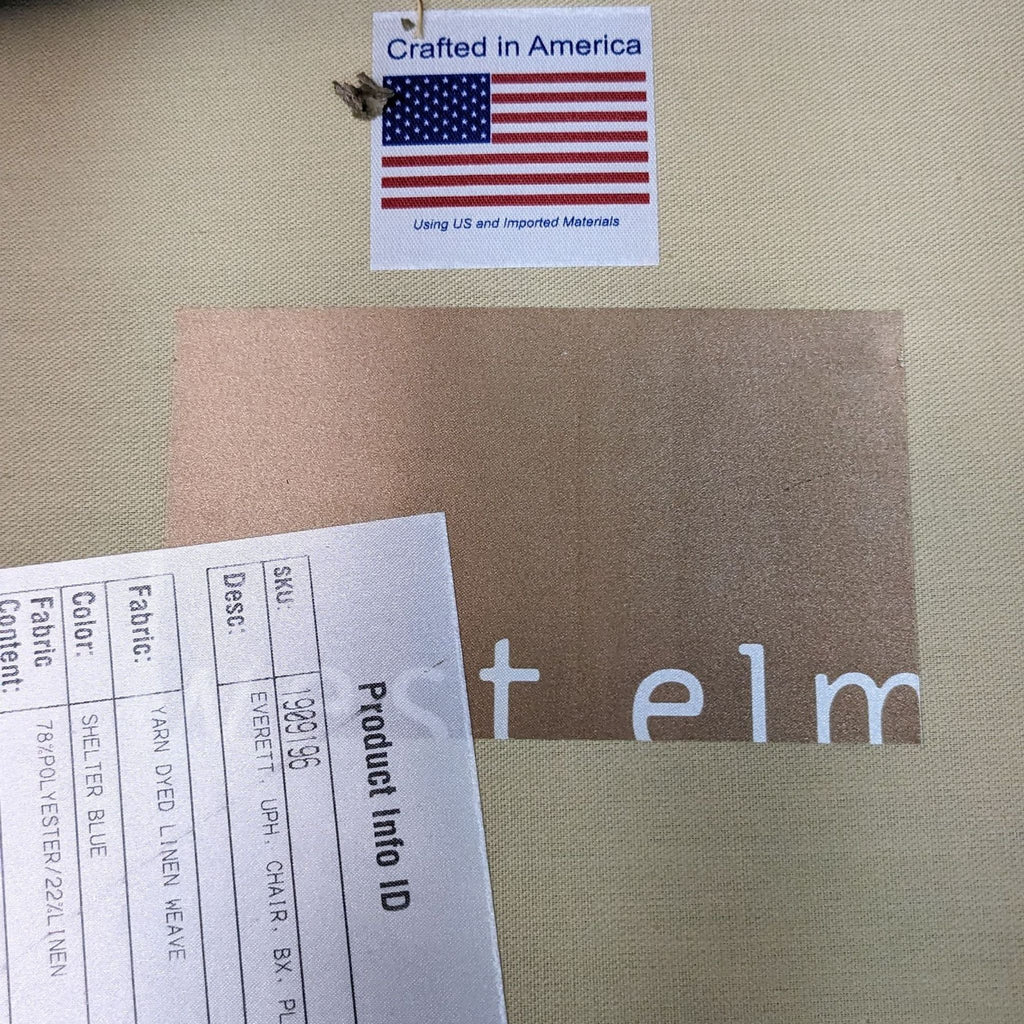 Crafted in America
Using US and Imported Materials
west elm
Product Info ID
SKU: 1909196
Desc: EVERETT, UPH, CHAIR, BX, PL
Fabric: YARN DYED LINEN WEAVE
Color: SHELTER BLUE
Fabric Content: 78%POLYESTER/22%LINEN